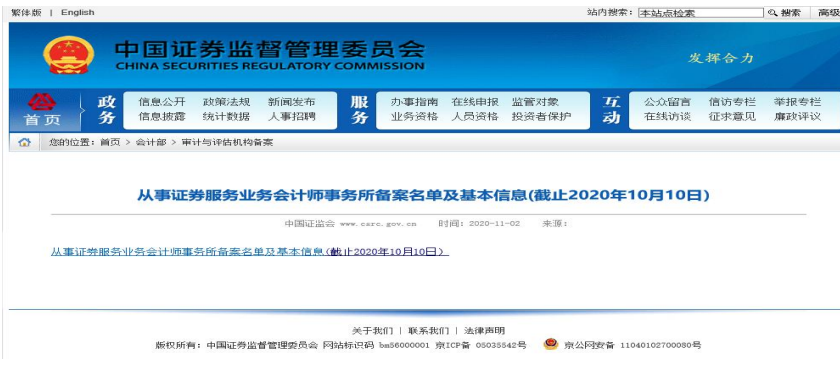 繁体版 | English
站内搜索: 本站点检索 搜索 高级
中国证券监督管理委员会
CHINA SECURITIES REGULATORY COMMISSION
发挥合力
首页 政务 信息公开 政策法规 新闻发布 服务 办事指南 在线申报 监管对象 互动 公众留言 信访专栏 举报专栏
信息披露 统计数据 人事招聘 业务资格 人员资格 投资者保护 在线访谈 征求意见 廉政评议
您的位置: 首页 > 会计部 > 审计与评估机构备案
从事证券服务业务会计师事务所备案名单及基本信息(截止2020年10月10日)
中国证监会 www.csrc.gov.cn 时间: 2020-11-02 来源:
从事证券服务业务会计师事务所备案名单及基本信息(截止2020年10月10日)
关于我们 | 联系我们 | 法律声明
版权所有: 中国证券监督管理委员会 网站标识码 bm56000001 京ICP备 05035542号 京公网安备 11040102700080号